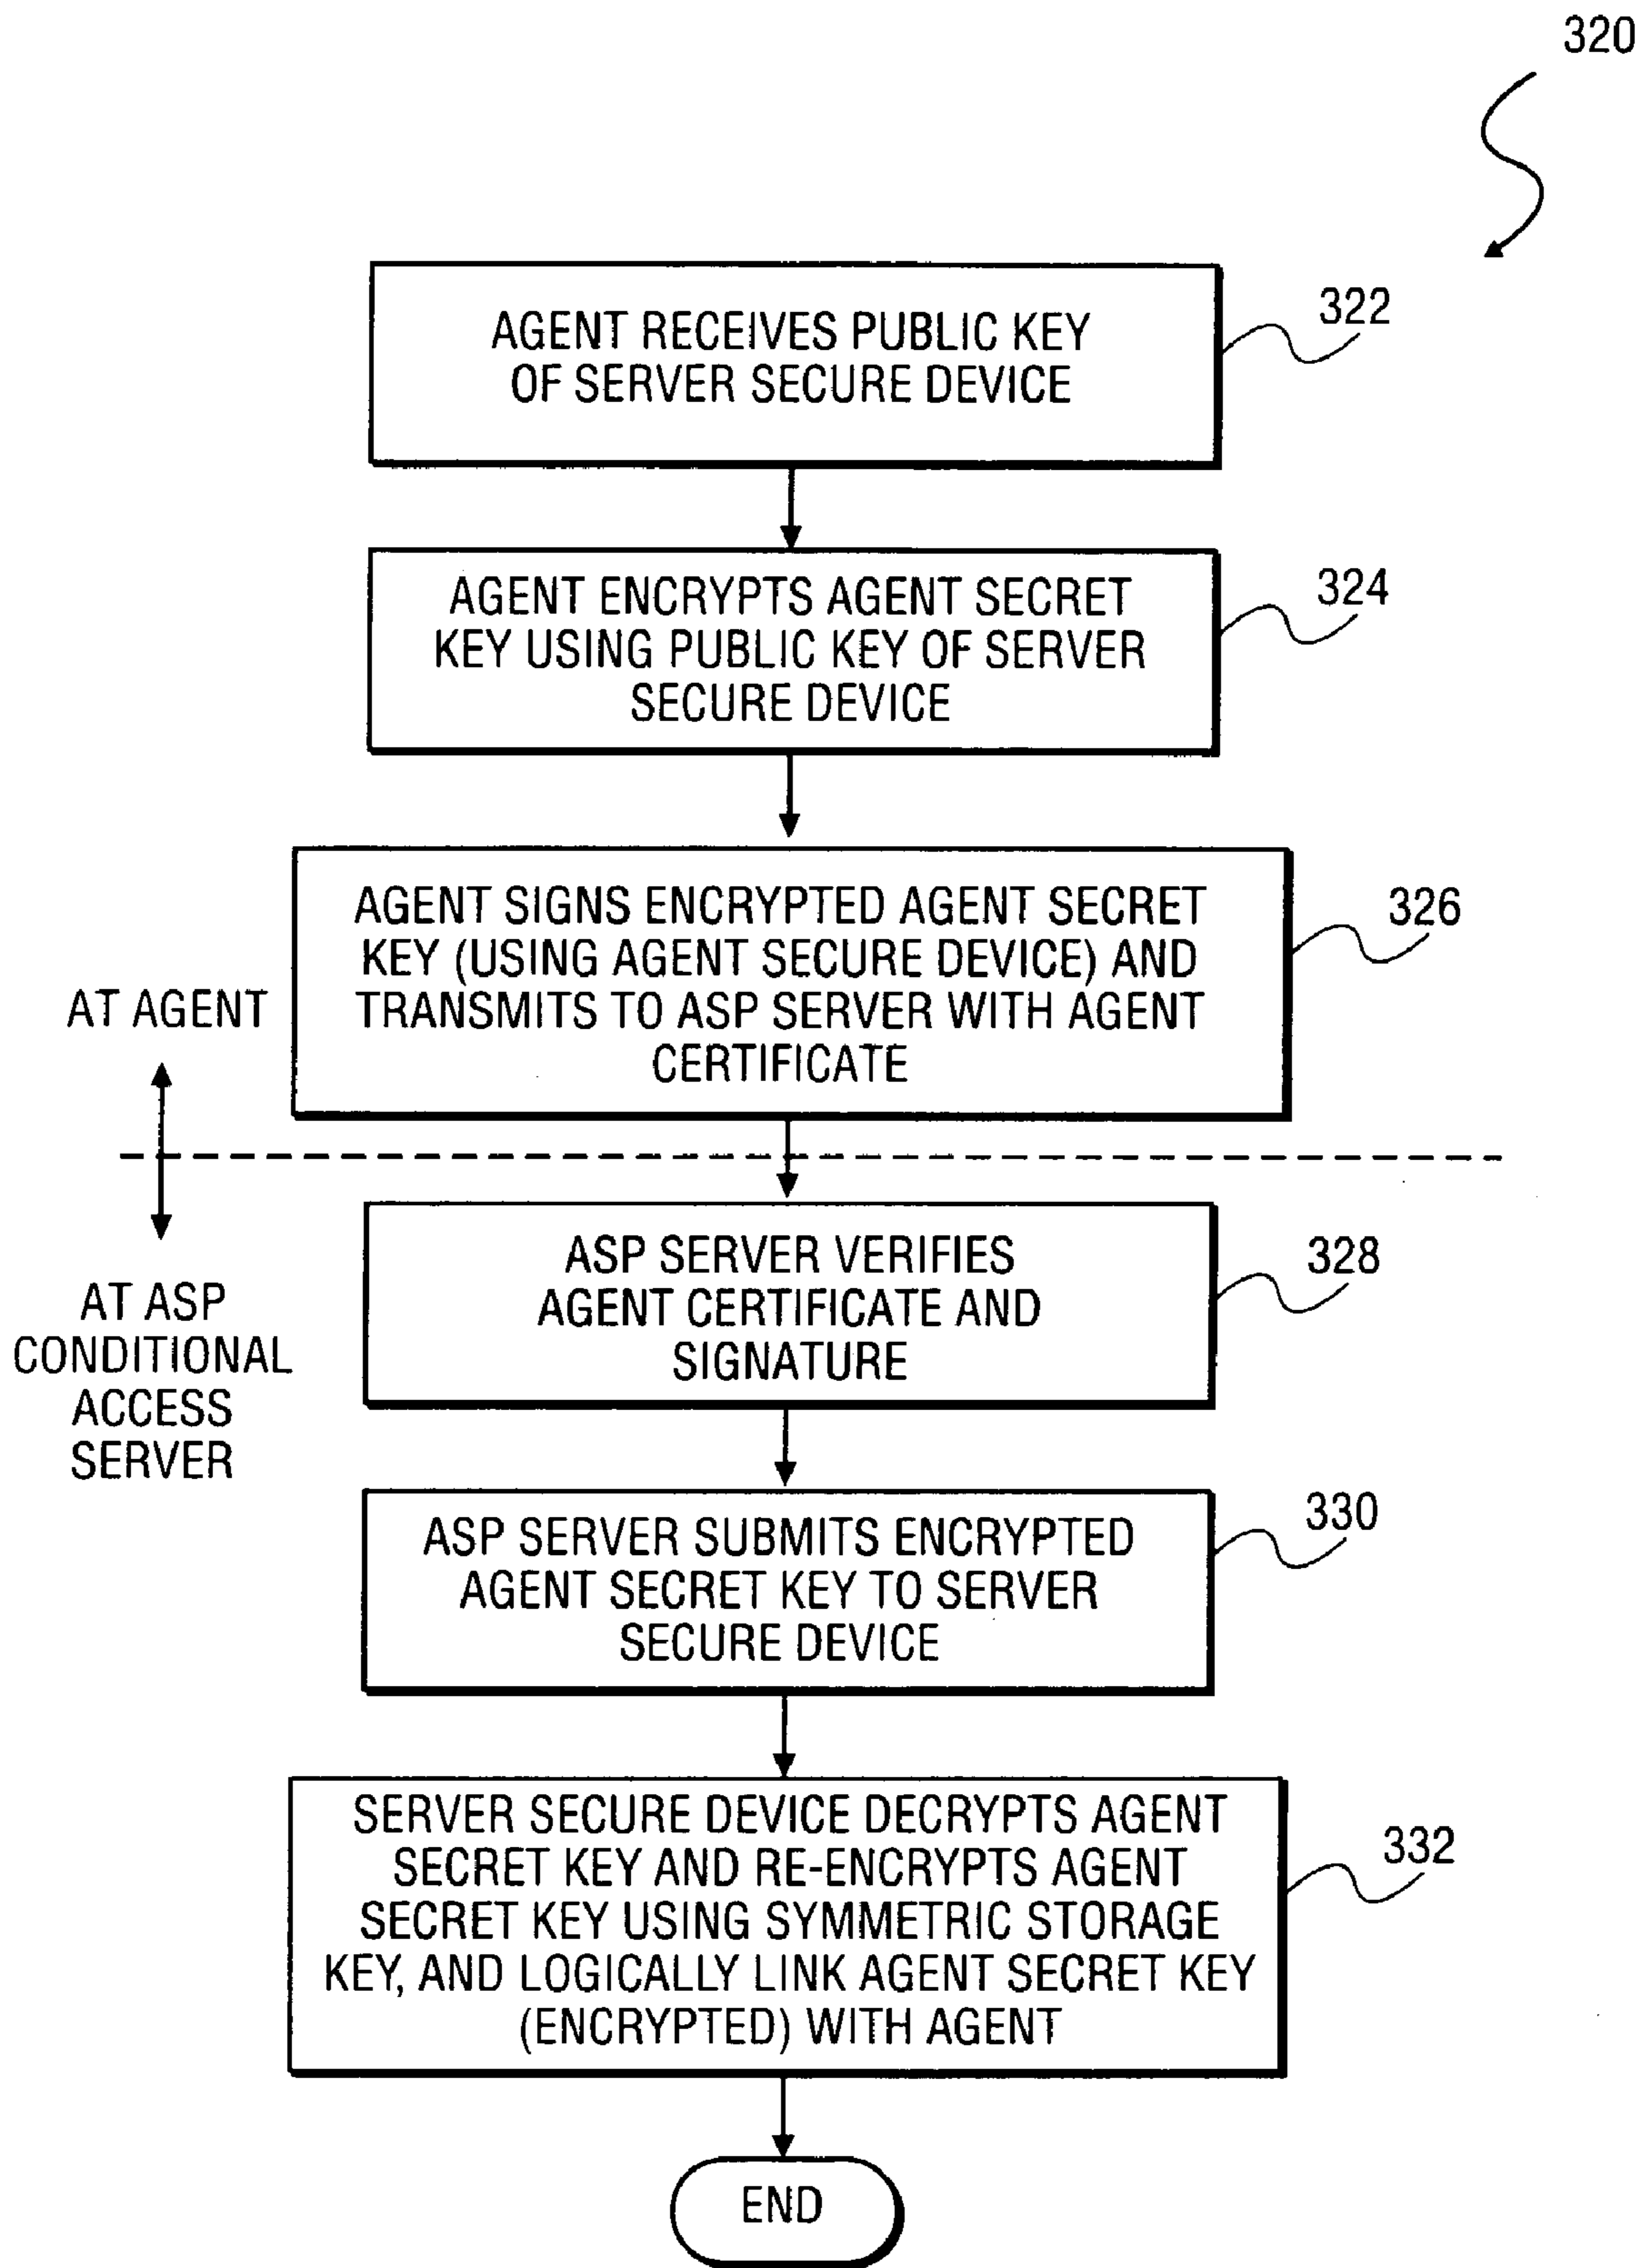 320
AGENT RECEIVES PUBLIC KEY
OF SERVER SECURE DEVICE
322
AGENT ENCRYPTS AGENT SECRET
KEY USING PUBLIC KEY OF SERVER
SECURE DEVICE
324
AGENT SIGNS ENCRYPTED AGENT SECRET
KEY (USING AGENT SECURE DEVICE) AND
TRANSMITS TO ASP SERVER WITH AGENT
CERTIFICATE
326
AT AGENT
AT ASP
CONDITIONAL
ACCESS
SERVER
ASP SERVER VERIFIES
AGENT CERTIFICATE AND
SIGNATURE
328
ASP SERVER SUBMITS ENCRYPTED
AGENT SECRET KEY TO SERVER
SECURE DEVICE
330
SERVER SECURE DEVICE DECRYPTS AGENT
SECRET KEY AND RE-ENCRYPTS AGENT
SECRET KEY USING SYMMETRIC STORAGE
KEY, AND LOGICALLY LINK AGENT SECRET KEY
(ENCRYPTED) WITH AGENT
332
END